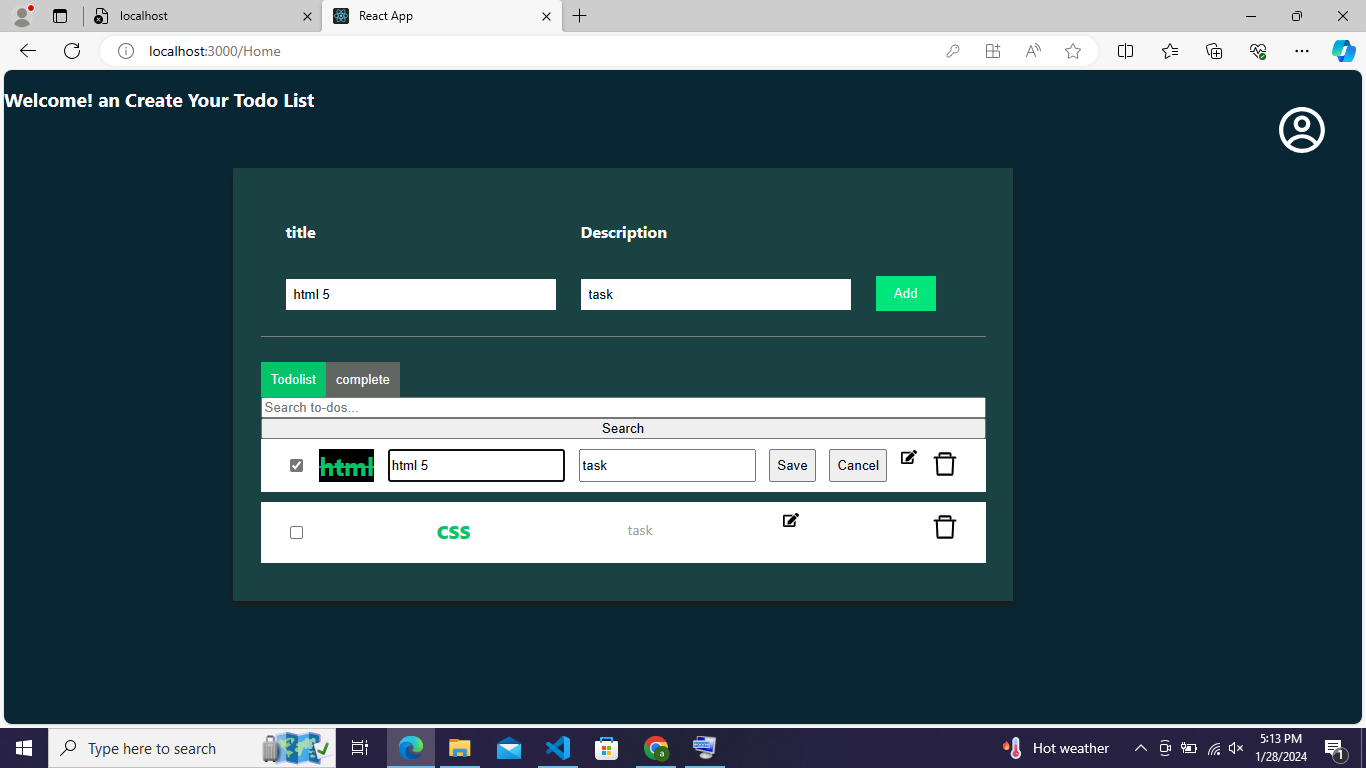 localhost
React App
localhost:3000/Home
Welcome! an Create Your Todo List
title
Description
html 5
task
Add
Todolist
complete
Search to-dos...
Search
html
html 5
task
Save
Cancel
css
task
Type here to search
Hot weather
5:13 PM
1/28/2024
1